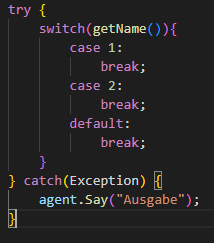 try {
    switch(getName()){
        case 1:
            break;
        case 2:
            break;
        default:
            break;
    }
} catch(Exception) {
    agent.Say("Ausgabe");
}